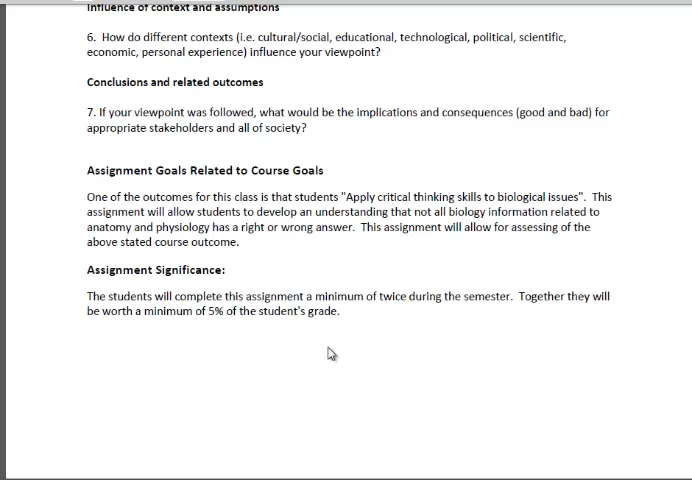 Influence of context and assumptions
6. How do different contexts (i.e. cultural/social, educational, technological, political, scientific,
economic, personal experience) influence your viewpoint?
Conclusions and related outcomes
7. If your viewpoint was followed, what would be the implications and consequences (good and bad) for
appropriate stakeholders and all of society?
Assignment Goals Related to Course Goals
One of the outcomes for this class is that students "Apply critical thinking skills to biological issues". This
assignment will allow students to develop an understanding that not all biology information related to
anatomy and physiology has a right or wrong answer. This assignment will allow for assessing of the
above stated course outcome.
Assignment Significance:
The students will complete this assignment a minimum of twice during the semester. Together they will
be worth a minimum of 5% of the student's grade.